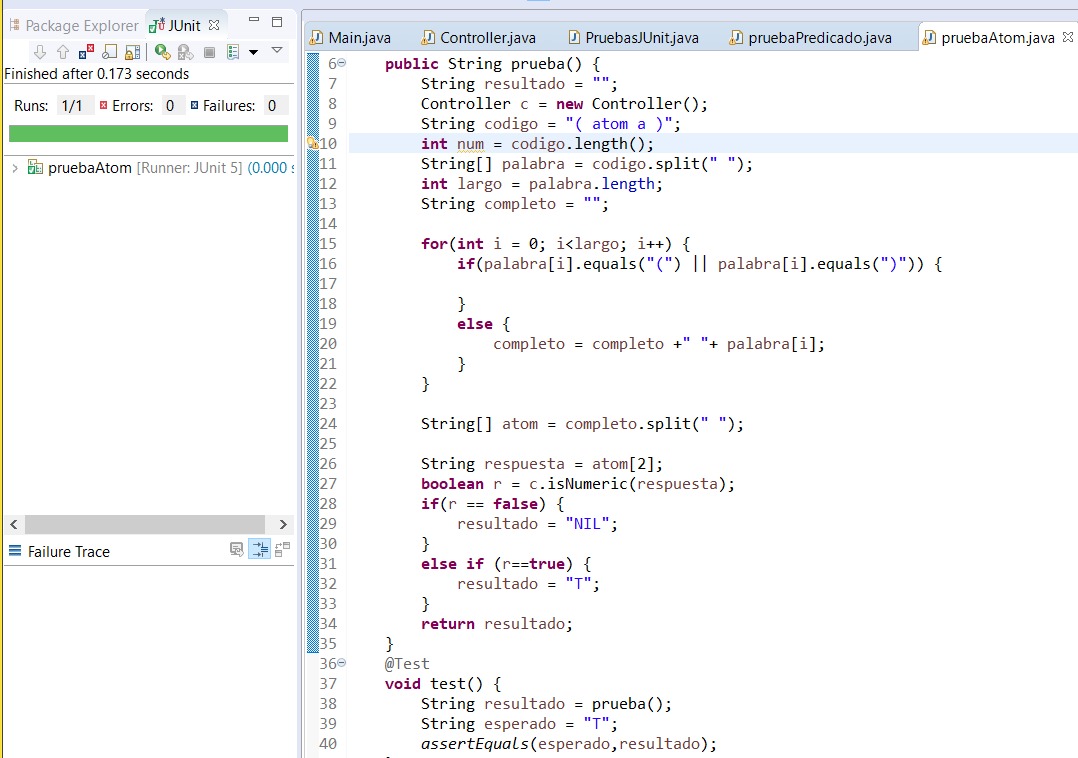 Package Explorer JUnit
Finished after 0.173 seconds
Runs: 1/1 Errors: 0 Failures: 0
pruebaAtom [Runner: JUnit 5] (0.000 s
Failure Trace
Main.java Controller.java PruebasJUnit.java pruebaPredicado.java pruebaAtom.java
6 public String prueba() {
7 String resultado = "";
8 Controller c = new Controller();
9 String codigo = "( atom a )";
10 int num = codigo.length();
11 String[] palabra = codigo.split(" ");
12 int largo = palabra.length;
13 String completo = "";
14
15 for(int i = 0; i<largo; i++) {
16 if(palabra[i].equals("(") || palabra[i].equals(")")) {
17
18 }
19 else {
20 completo = completo +" "+ palabra[i];
21 }
22 }
23
24 String[] atom = completo.split(" ");
25
26 String respuesta = atom[2];
27 boolean r = c.isNumeric(respuesta);
28 if(r == false) {
29 resultado = "NIL";
30 }
31 else if (r==true) {
32 resultado = "T";
33 }
34 return resultado;
35 }
36 @Test
37 void test() {
38 String resultado = prueba();
39 String esperado = "T";
40 assertEquals(esperado,resultado);